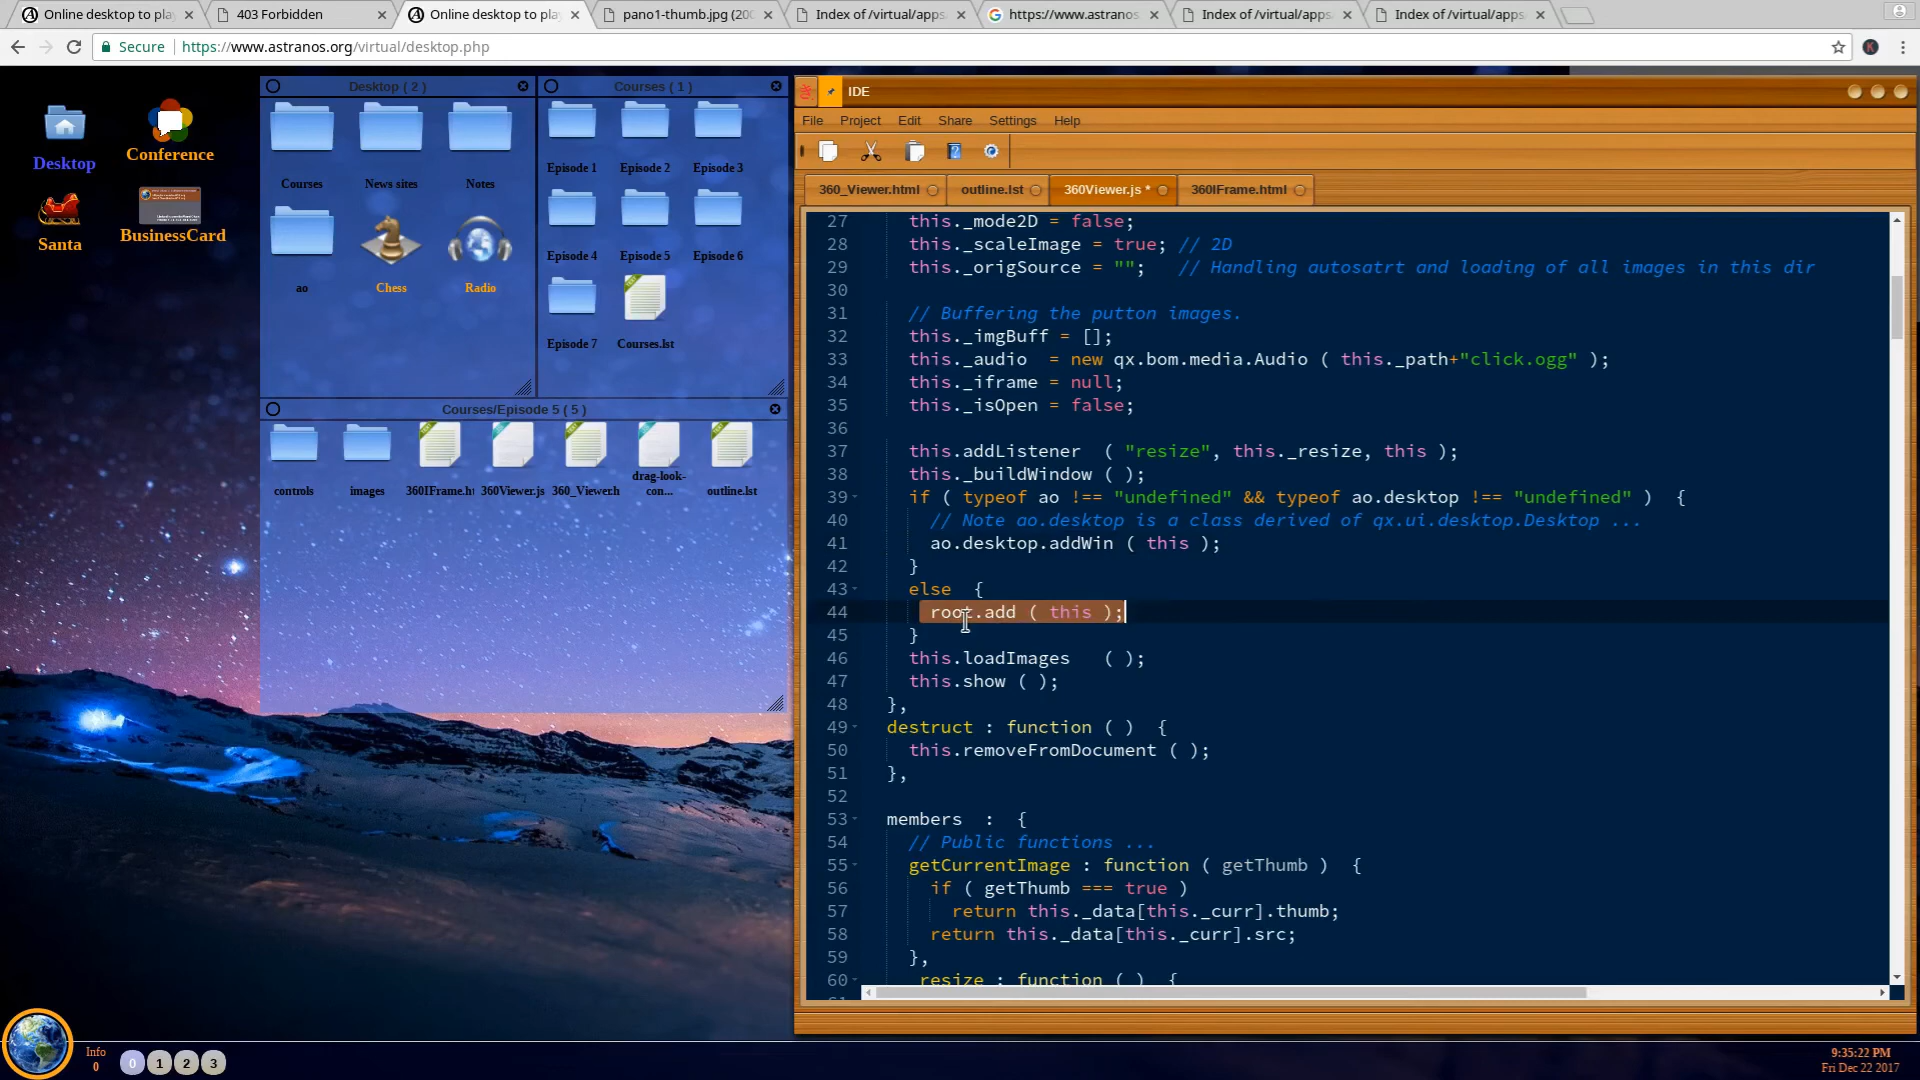 Online desktop to pla
403 Forbidden
Online desktop to pla
pano1-thumb.jpg (200
Index of /virtual/apps
https://www.astranos
Index of /virtual/apps
Index of /virtual/apps
Secure
https://www.astranos.org/virtual/desktop.php
Desktop
Conference
Santa
BusinessCard
Desktop ( 2 )
Courses
News sites
Notes
ao
Chess
Radio
Courses ( 1 )
Episode 1
Episode 2
Episode 3
Episode 4
Episode 5
Episode 6
Episode 7
Courses.lst
Courses/Episode 5 ( 5 )
controls
images
360IFrame.ht
360Viewer.js
360_Viewer.h
drag-look-
con...
outline.lst
IDE
File Project Edit Share Settings Help
360_Viewer.html
outline.lst
360Viewer.js *
360IFrame.html
27 this._mode2D = false;
28 this._scaleImage = true; // 2D
29 this._origSource = "";   // Handling autosatrt and loading of all images in this dir
30
31 // Buffering the putton images.
32 this._imgBuff = [];
33 this._audio  = new qx.bom.media.Audio ( this._path+"click.ogg" );
34 this._iframe = null;
35 this._isOpen = false;
36
37 this.addListener  ( "resize", this._resize, this );
38 this._buildWindow ( );
39 if ( typeof ao !== "undefined" && typeof ao.desktop !== "undefined" )  {
40 // Note ao.desktop is a class derived of qx.ui.desktop.Desktop ...
41 ao.desktop.addWin ( this );
42 }
43 else  {
44 root.add ( this );
45 }
46 this.loadImages   ( );
47 this.show ( );
48 },
49 destruct : function ( )  {
50 this.removeFromDocument ( );
51 },
52
53 members  :  {
54 // Public functions ...
55 getCurrentImage : function ( getThumb )  {
56 if ( getThumb === true )
57 return this._data[this._curr].thumb;
58 return this._data[this._curr].src;
59 },
60 _resize : function ( )  {
Info
0
0 1 2 3
9:35:22 PM
Fri Dec 22 2017